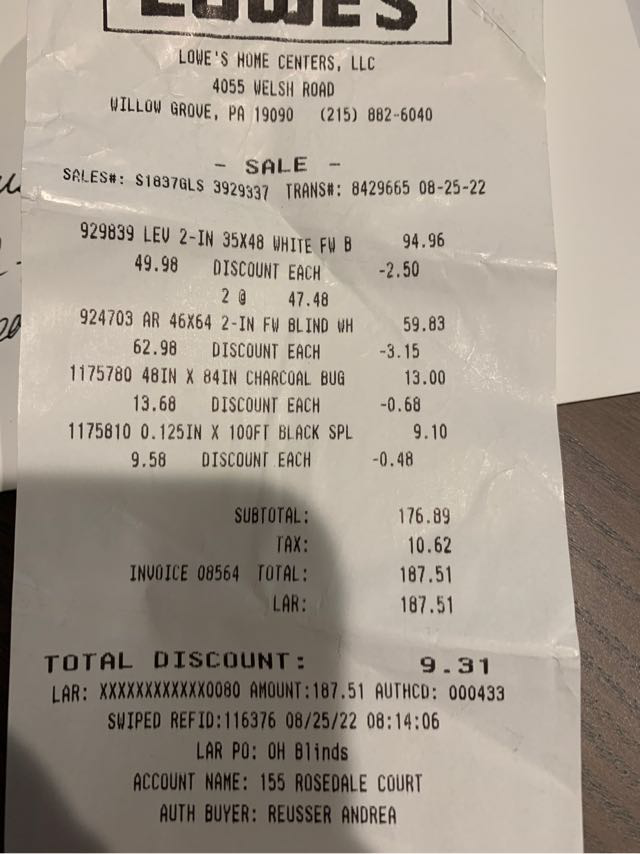 LOWE'S
LOWE'S HOME CENTERS, LLC
4055 WELSH ROAD
WILLOW GROVE, PA 19090 (215) 882-6040
- SALE -
SALES#: S1837GLS 3929337 TRANS#: 8429665 08-25-22
929839 LEV 2-IN 35X48 WHITE FW B 94.96
49.98 DISCOUNT EACH -2.50
2 @ 47.48
924703 AR 46X64 2-IN FW BLIND WH 59.83
62.98 DISCOUNT EACH -3.15
1175780 48IN X 84IN CHARCOAL BUG 13.00
13.68 DISCOUNT EACH -0.68
1175810 0.125IN X 100FT BLACK SPL 9.10
9.58 DISCOUNT EACH -0.48
SUBTOTAL: 176.89
TAX: 10.62
INVOICE 08564 TOTAL: 187.51
LAR: 187.51
TOTAL DISCOUNT: 9.31
LAR: XXXXXXXXXXXX0080 AMOUNT:187.51 AUTHCD: 000433
SWIPED REFID:116376 08/25/22 08:14:06
LAR PO: OH Blinds
ACCOUNT NAME: 155 ROSEDALE COURT
AUTH BUYER: REUSSER ANDREA